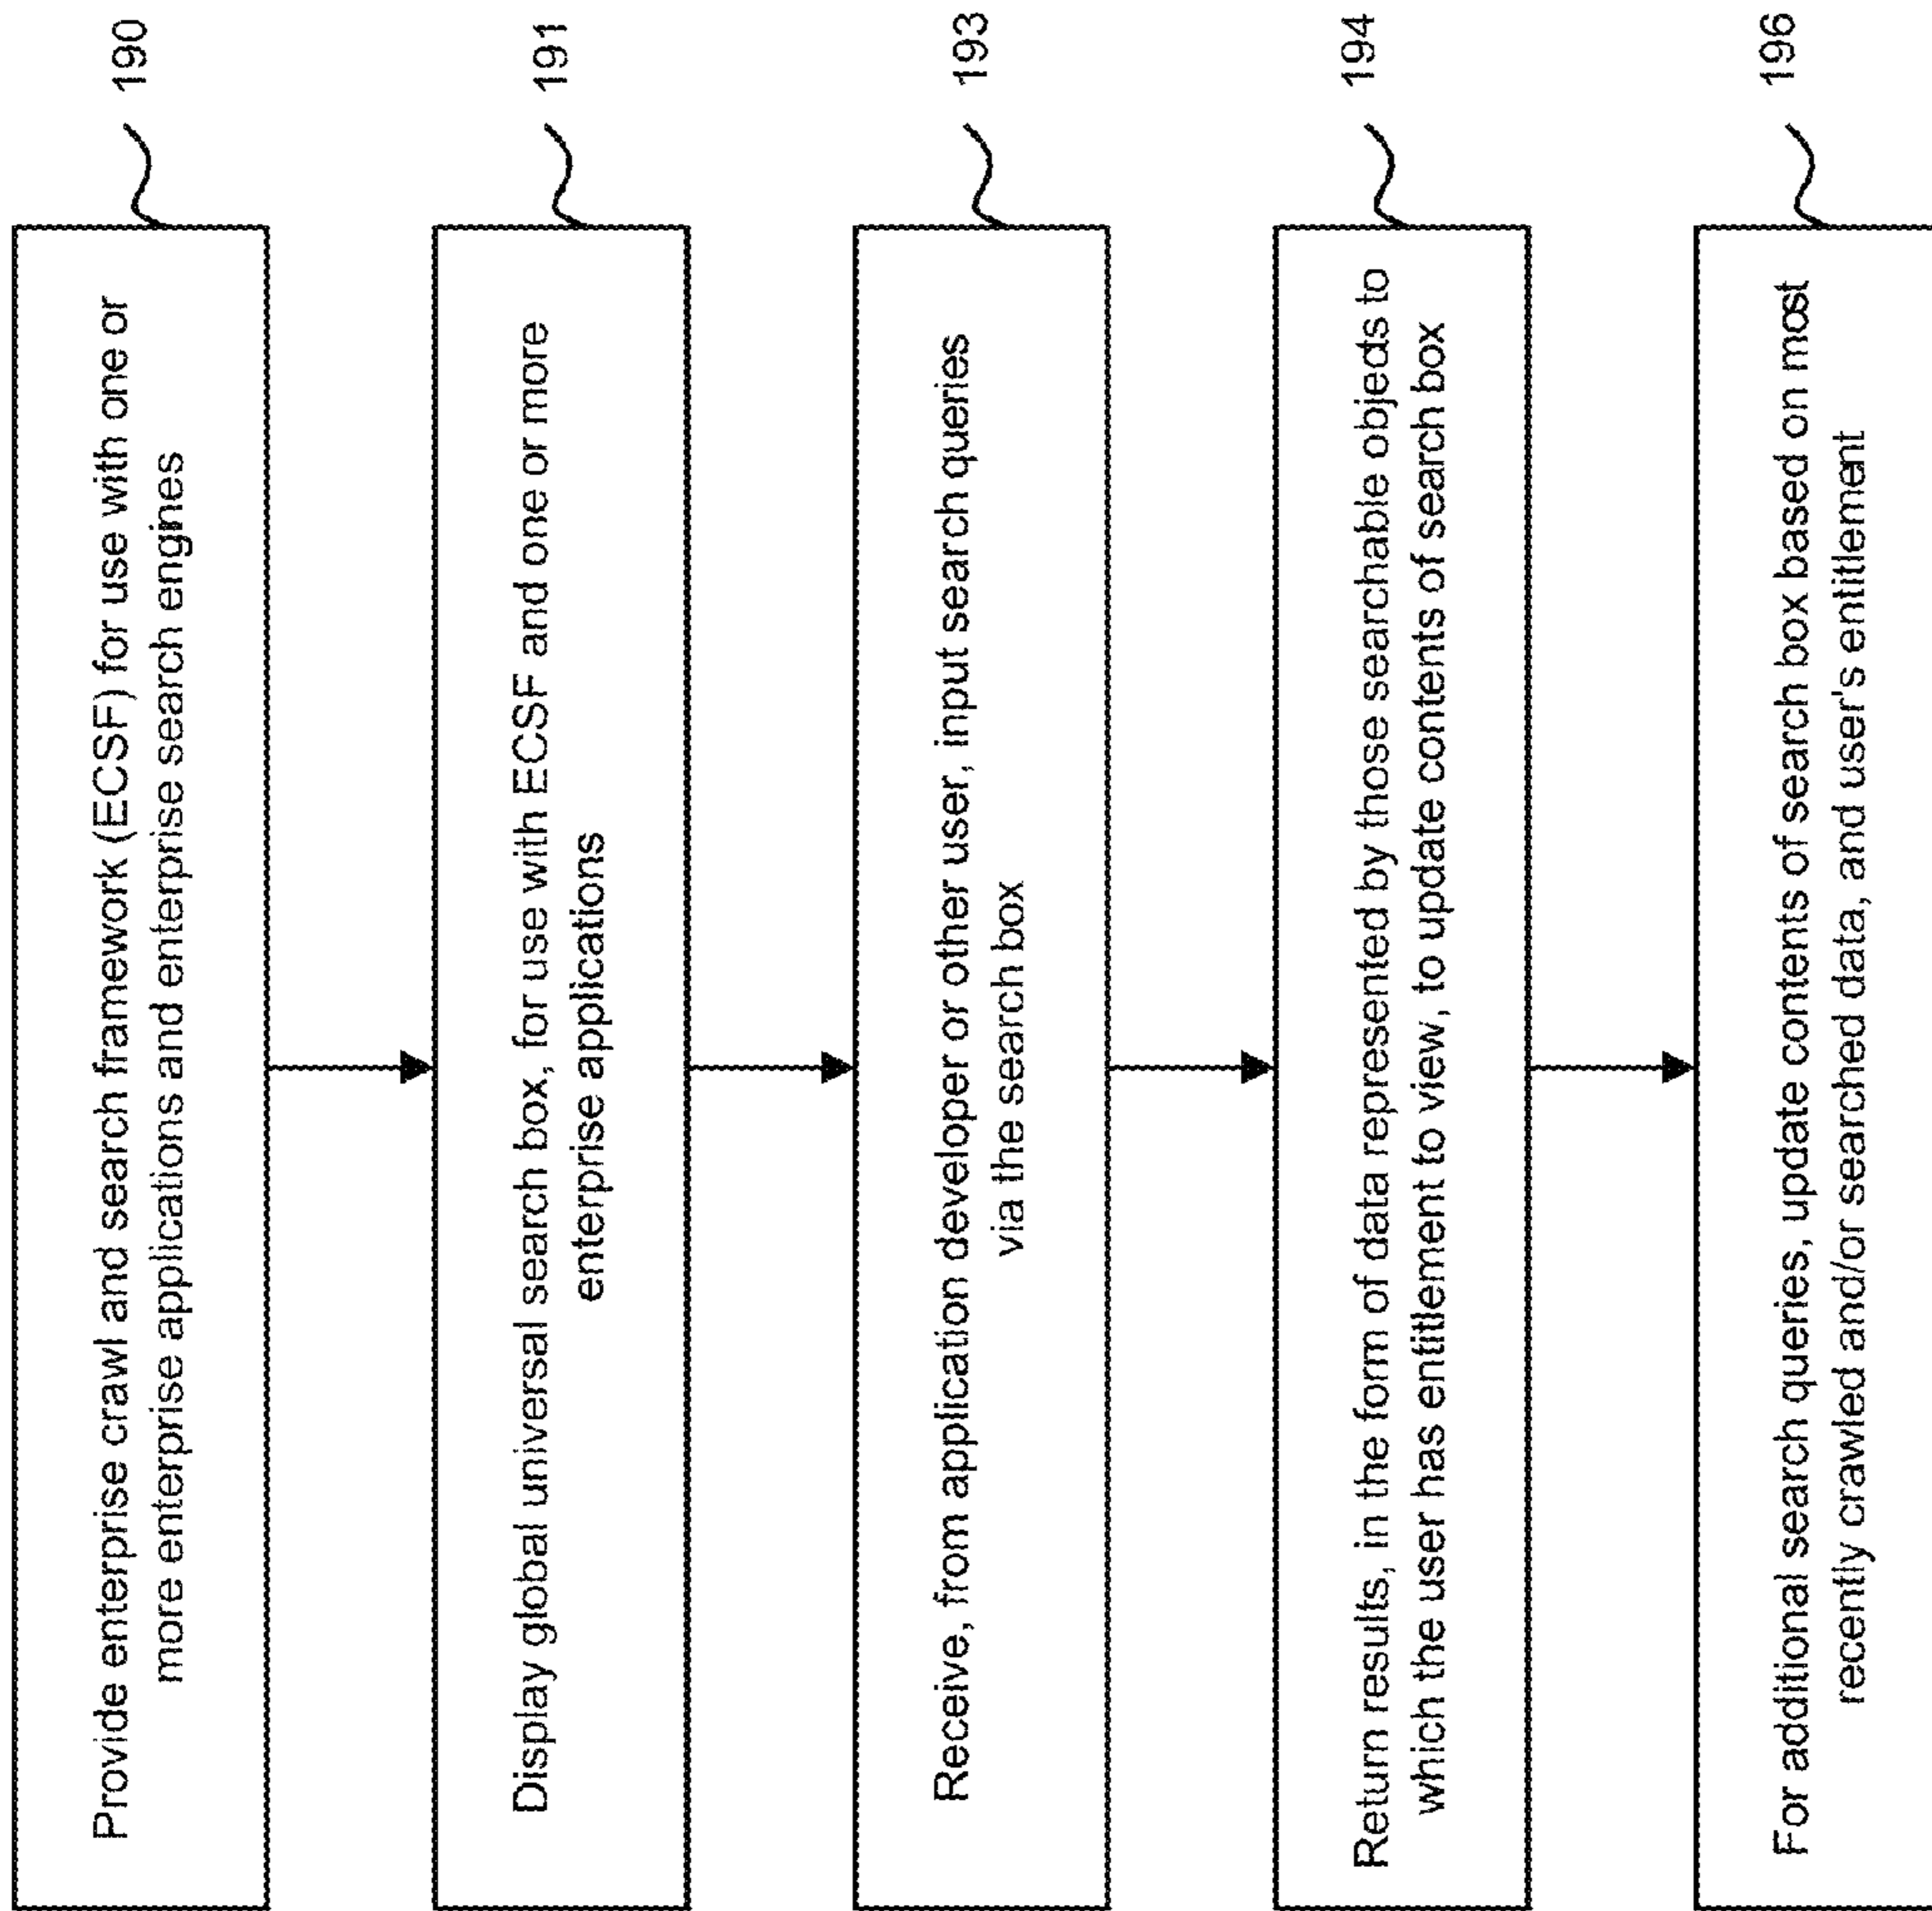 Provide enterprise crawl and search framework (ECSF) for use with one or
more enterprise applications and enterprise search engines
190
Display global universal search box, for use with ECSF and one or more
enterprise applications
191
Receive, from application developer or other user, input search queries
via the search box
193
Return results, in the form of data represented by those searchable objects to
which the user has entitlement to view, to update contents of search box
194
For additional search queries, update contents of search box based on most
recently crawled and/or searched data, and user's entitlement
196